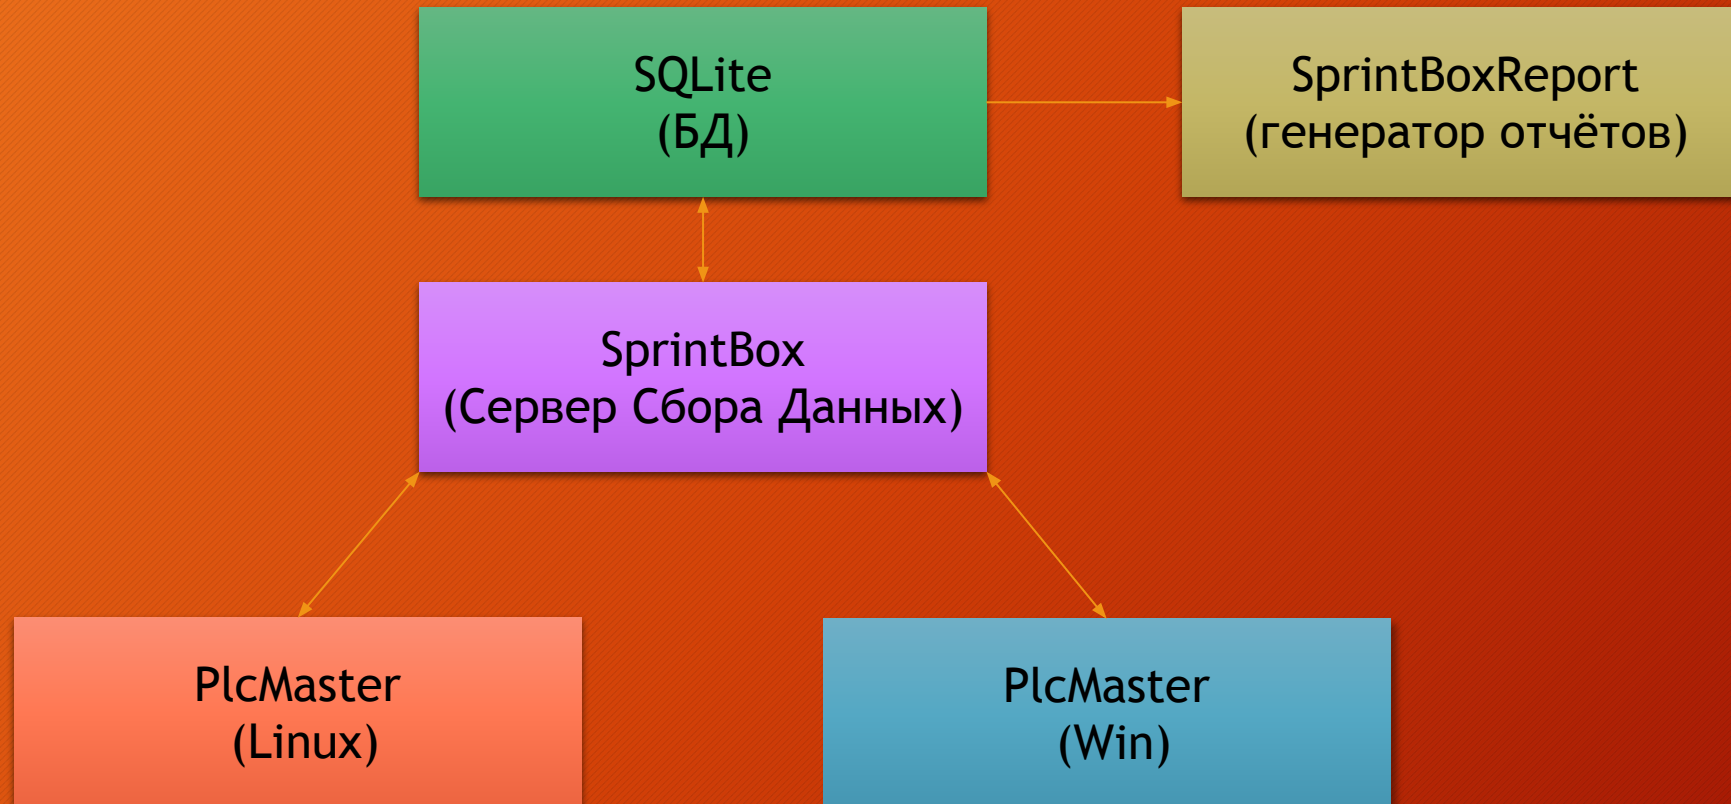 SQLite
(БД)
SprintBoxReport
(генератор отчётов)
SprintBox
(Сервер Сбора Данных)
PlcMaster
(Linux)
PlcMaster
(Win)